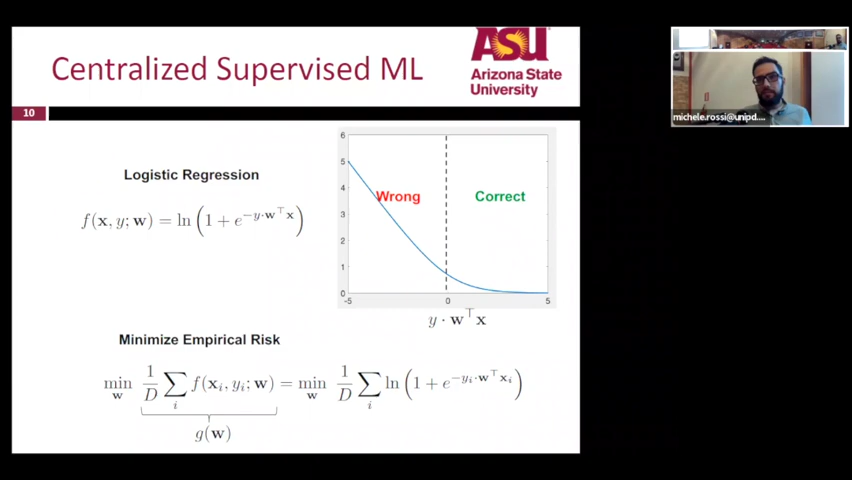 Centralized Supervised ML
ASU
Arizona State
University
10
Logistic Regression
f(x, y; w) = ln(1 + e^{-y·w^⊤x})
6
5
4
3
2
1
0
Wrong
Correct
-5 0 5
y · w^⊤x
Minimize Empirical Risk
min_w 1/D ∑_i f(x_i, y_i; w) = min_w 1/D ∑_i ln(1 + e^{-y_i·w^⊤x_i})
g(w)
michele.rossi@unipd....